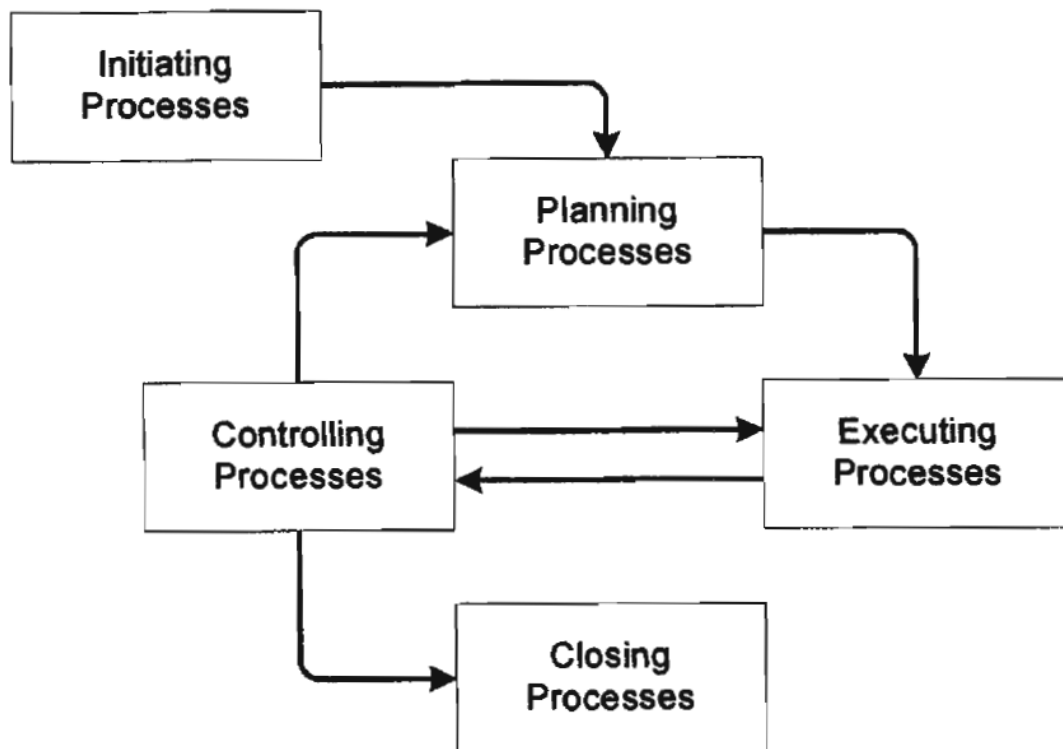 Initiating
Processes
Planning
Processes
Controlling
Processes
Executing
Processes
Closing
Processes